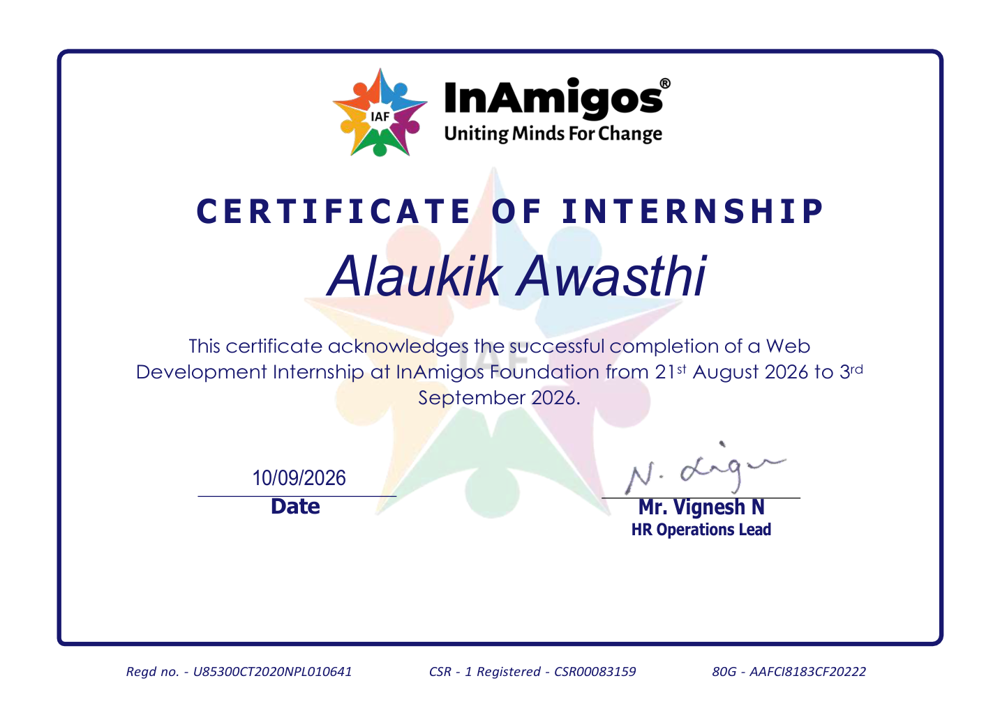 IAF
InAmigos®
Uniting Minds For Change
CERTIFICATE OF INTERNSHIP
Alaukik Awasthi
IAF
This certificate acknowledges the successful completion of a Web
Development Internship at InAmigos Foundation from 21st August 2026 to 3rd
September 2026.
10/09/2026
Date
N. Vign
Mr. Vignesh N
HR Operations Lead
Regd no. - U85300CT2020NPL010641 CSR - 1 Registered - CSR00083159 80G - AAFCI8183CF20222